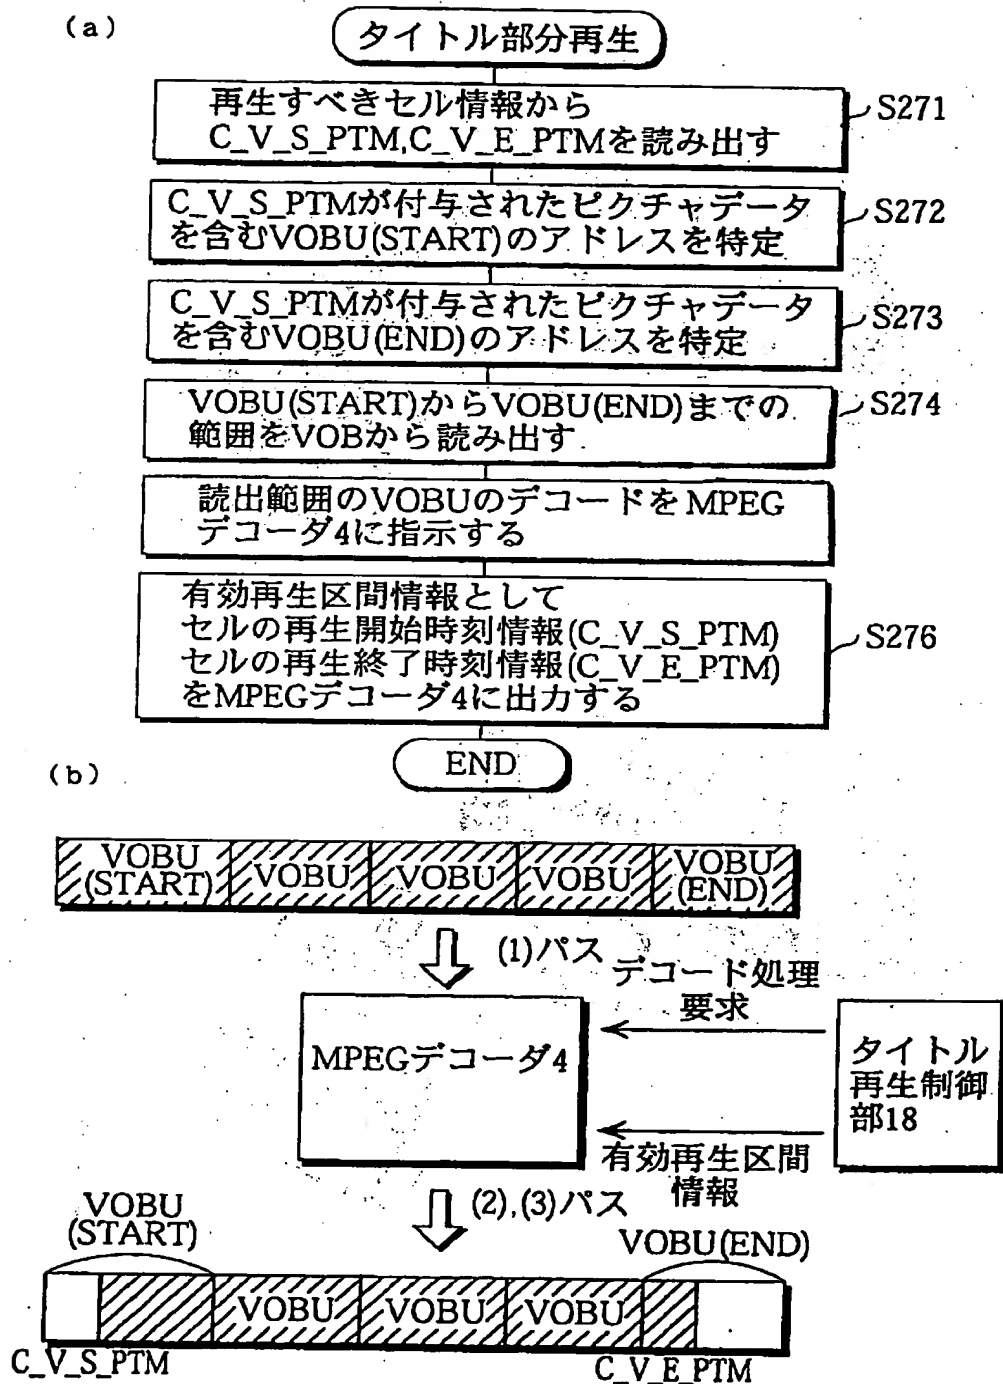 (a)
タイトル部分再生
再生すべきセル情報から
C_V_S_PTM,C_V_E_PTMを読み出す
S271
C_V_S_PTMが付与されたピクチャデータ
を含むVOBU(START)のアドレスを特定
S272
C_V_S_PTMが付与されたピクチャデータ
を含むVOBU(END)のアドレスを特定
S273
VOBU(START)からVOBU(END)までの
範囲をVOBから読み出す
S274
読出範囲のVOBUのデコードをMPEG
デコーダ4に指示する
有効再生区間情報として
セルの再生開始時刻情報(C_V_S_PTM)
セルの再生終了時刻情報(C_V_E_PTM)
をMPEGデコーダ4に出力する
S276
END
(b)
VOBU
(START)
VOBU
VOBU
VOBU
VOBU
(END)
(1)パス
デコード処理
要求
MPEGデコーダ4
タイトル
再生制御
部18
有効再生区間
情報
(2),(3)パス
VOBU
(START)
VOBU(END)
VOBU
VOBU
VOBU
C_V_S_PTM
C_V_E_PTM